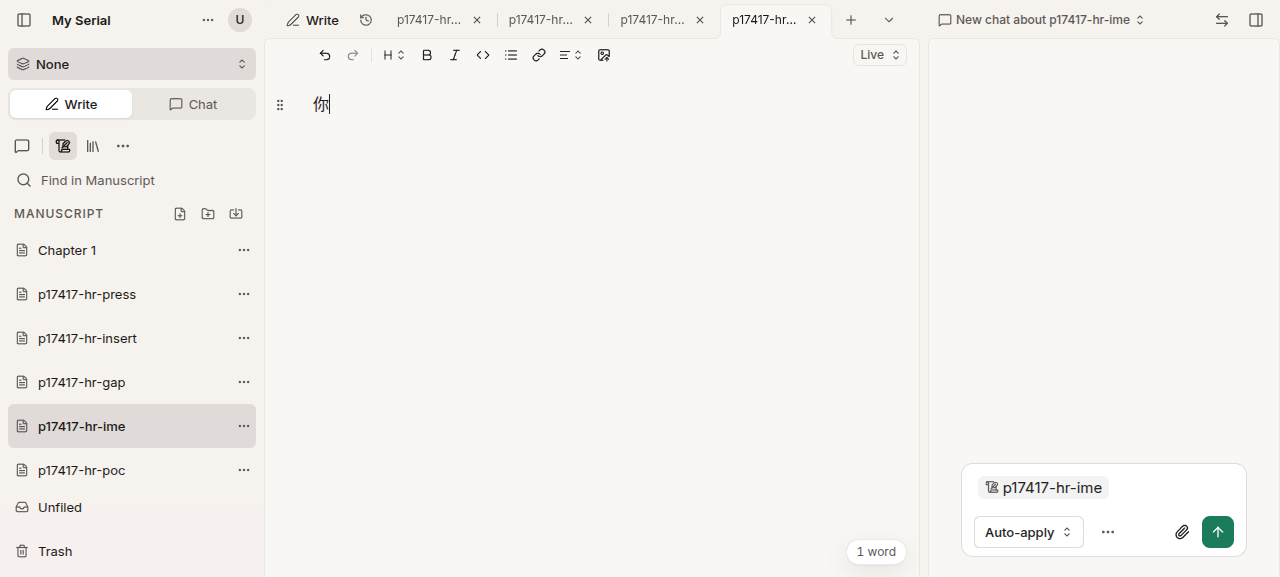 My Serial
U
Write
p17417-hr...
p17417-hr...
p17417-hr...
p17417-hr...
New chat about p17417-hr-ime
None
H
B
I
Live
Write
Chat
你
Find in Manuscript
MANUSCRIPT
Chapter 1
p17417-hr-press
p17417-hr-insert
p17417-hr-gap
p17417-hr-ime
p17417-hr-poc
Unfiled
Trash
p17417-hr-ime
Auto-apply
1 word